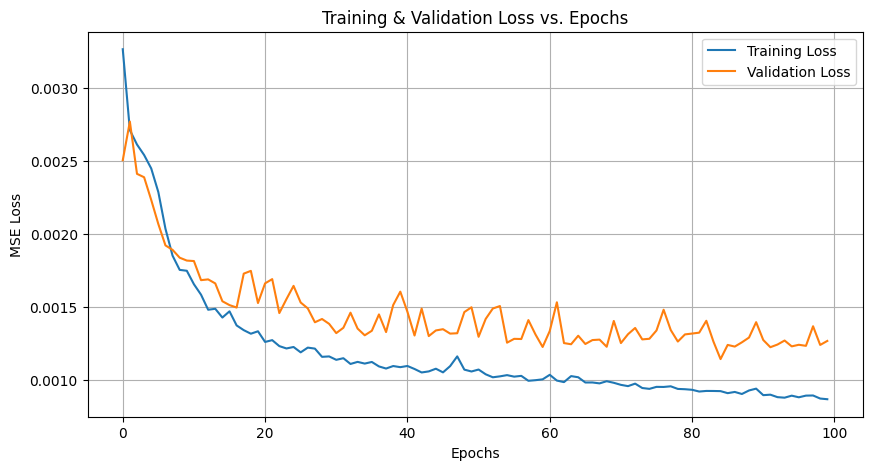 Training & Validation Loss vs. Epochs
Training Loss
Validation Loss
0.0030
0.0025
0.0020
0.0015
0.0010
MSE Loss
0
20
40
60
80
100
Epochs